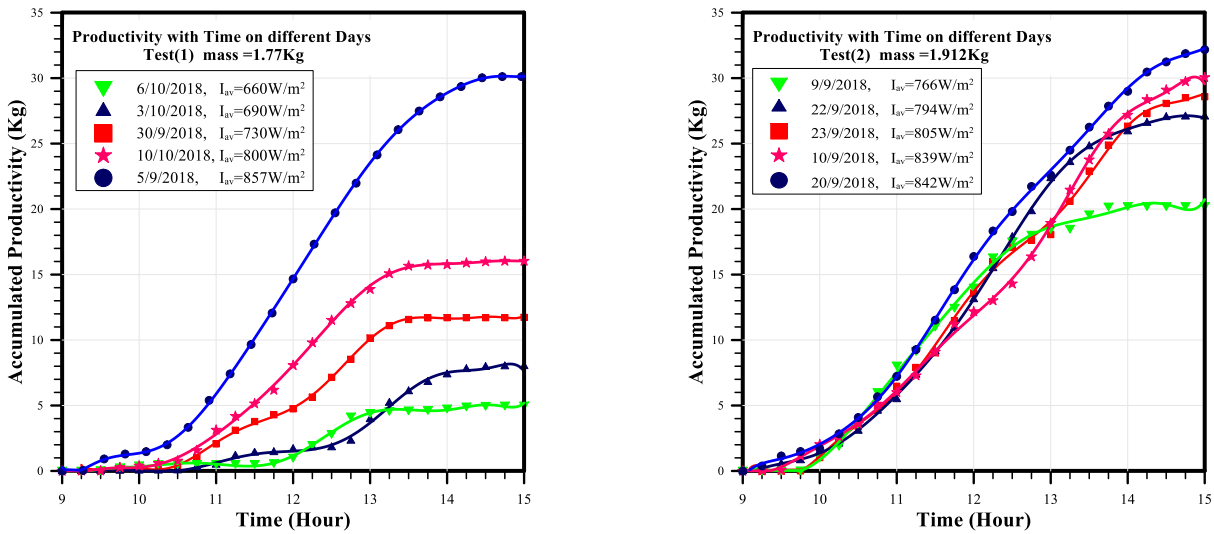 Productivity with Time on different Days
Test(1) mass =1.77Kg
6/10/2018, Iav=660W/m²
3/10/2018, Iav=690W/m²
30/9/2018, Iav=730W/m²
10/10/2018, Iav=800W/m²
5/9/2018, Iav=857W/m²
Accumulated Productivity (Kg)
35
30
25
20
15
10
5
0
9
10
11
12
13
14
15
Time (Hour)
Productivity with Time on different Days
Test(2) mass =1.912Kg
9/9/2018, Iav=766W/m²
22/9/2018, Iav=794W/m²
23/9/2018, Iav=805W/m²
10/9/2018, Iav=839W/m²
20/9/2018, Iav=842W/m²
Accumulated Productivity (Kg)
35
30
25
20
15
10
5
0
9
10
11
12
13
14
15
Time (Hour)